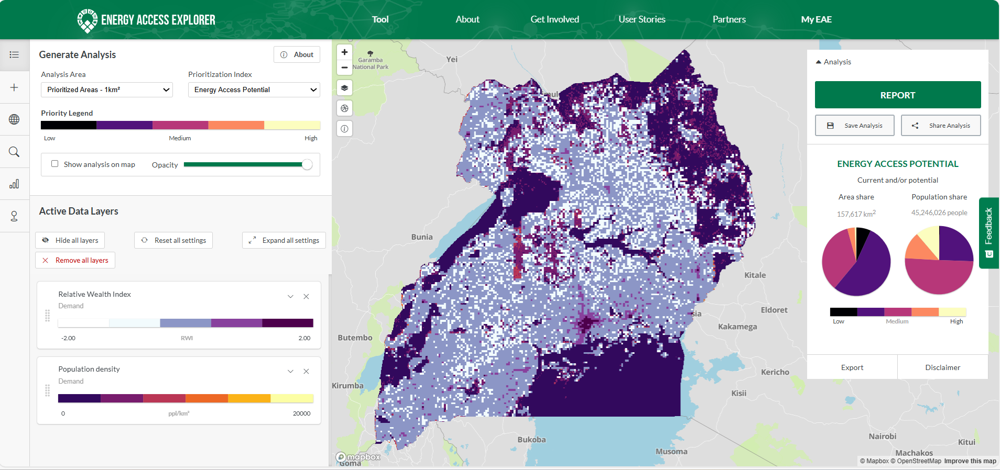 ENERGY ACCESS EXPLORER
Tool
About
Get Involved
User Stories
Partners
My EAE
Generate Analysis
About
Analysis Area
Prioritization Index
Prioritized Areas - 1km²
Energy Access Potential
Priority Legend
Low
Medium
High
Show analysis on map
Opacity
Active Data Layers
Hide all layers
Reset all settings
Expand all settings
Remove all layers
Relative Wealth Index
Demand
-2.00
RWI
2.00
Population density
Demand
0
ppl/km²
20000
Garamba
National Park
Yei
Bunia
Butembo
Kirumba
Goma
Bukoba
Musoma
Kitale
Eldoret
Kakamega
Kericho
Kisii
Nairobi
Kitui
Machakos
mapbox
© Mapbox © OpenStreetMap Improve this map
Analysis
REPORT
Save Analysis
Share Analysis
ENERGY ACCESS POTENTIAL
Current and/or potential
Area share
Population share
157,617 km²
45,246,026 people
Low
Medium
High
Export
Disclaimer
Feedback